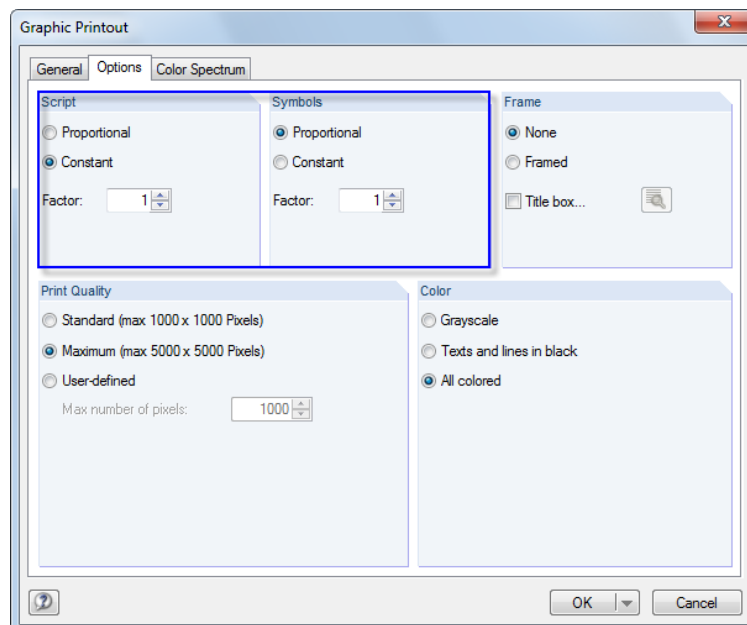 Graphic Printout
General Options Color Spectrum
Script
Proportional
Constant
Factor: 1
Symbols
Proportional
Constant
Factor: 1
Frame
None
Framed
Title box...
Print Quality
Standard (max 1000 x 1000 Pixels)
Maximum (max 5000 x 5000 Pixels)
User-defined
Max number of pixels: 1000
Color
Grayscale
Texts and lines in black
All colored
OK Cancel